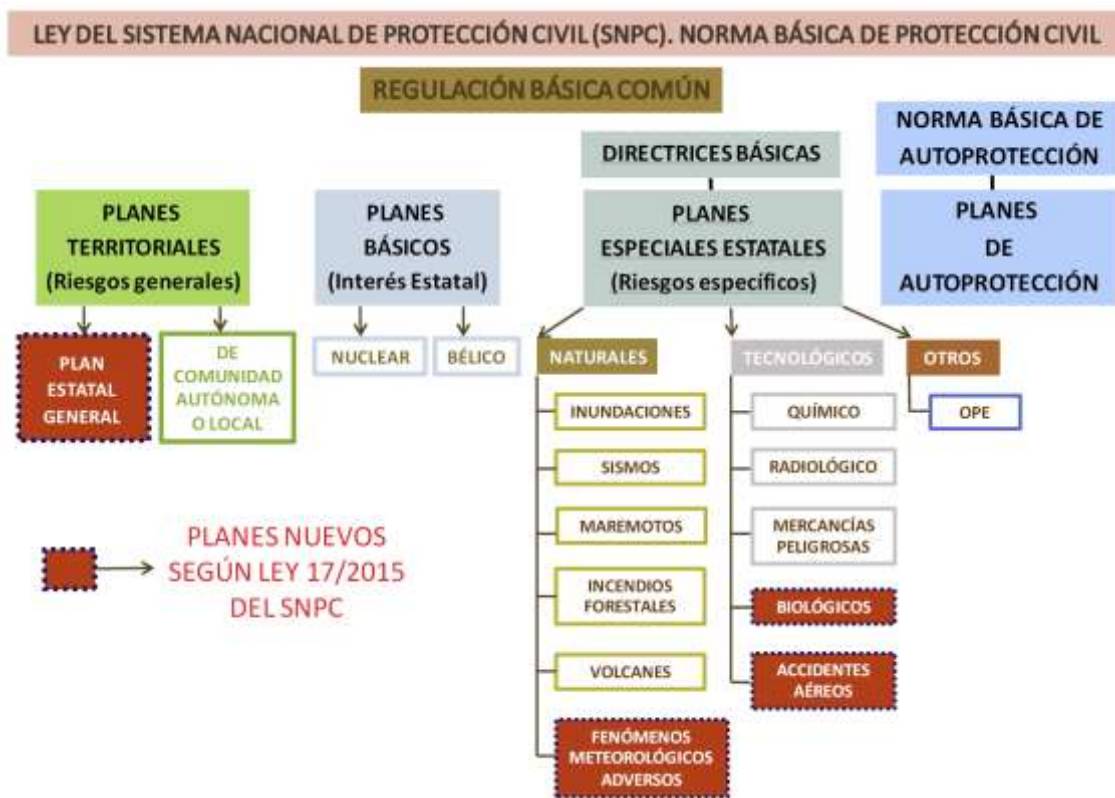 LEY DEL SISTEMA NACIONAL DE PROTECCIÓN CIVIL (SNPC). NORMA BÁSICA DE PROTECCIÓN CIVIL
REGULACIÓN BÁSICA COMÚN
NORMA BÁSICA DE
AUTOPROTECCIÓN
DIRECTRICES BÁSICAS
PLANES
TERRITORIALES
(Riesgos generales)
PLANES
BÁSICOS
(Interés Estatal)
PLANES
ESPECIALES ESTATALES
(Riesgos específicos)
PLANES
DE
AUTOPROTECCIÓN
PLAN
ESTATAL
GENERAL
DE
COMUNIDAD
AUTÓNOMA
O LOCAL
NUCLEAR
BÉLICO
NATURALES
TECNOLÓGICOS
OTROS
INUNDACIONES
SISMOS
MAREMOTOS
INCENDIOS
FORESTALES
VOLCANES
FENÓMENOS
METEOROLÓGICOS
ADVERSOS
QUÍMICO
RADIOLÓGICO
MERCANCÍAS
PELIGROSAS
BIOLÓGICOS
ACCIDENTES
AÉREOS
OPE
PLANES NUEVOS
SEGÚN LEY 17/2015
DEL SNPC